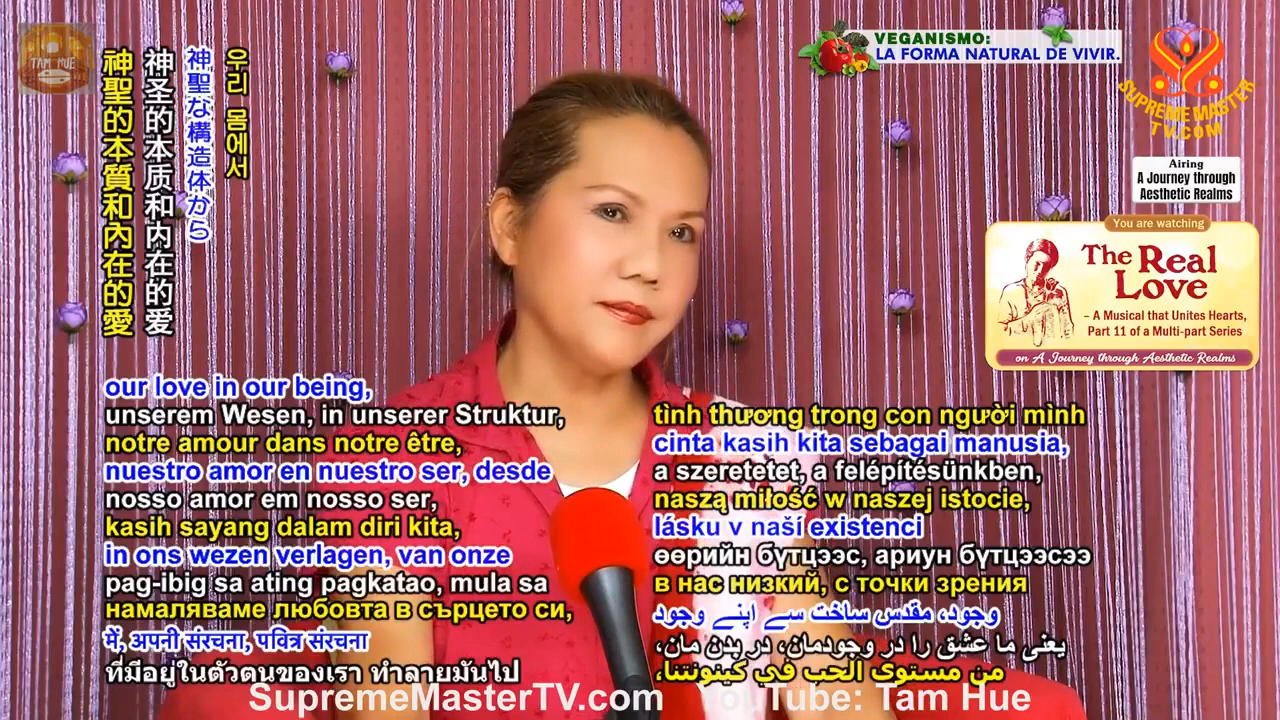 TAM HUE
우리 몸에서
神聖な構造体から
神圣的本质和内在的爱
神聖的本質和內在的愛
VEGANISMO:
LA FORMA NATURAL DE VIVIR.
SUPREME MASTER
TV.COM
Airing
A Journey through
Aesthetic Realms
You are watching
The Real
Love
– A Musical that Unites Hearts,
Part 11 of a Multi-part Series
on A Journey through Aesthetic Realms
our love in our being,
unserem Wesen, in unserer Struktur,
notre amour dans notre être,
nuestro amor en nuestro ser, desde
nosso amor em nosso ser,
kasih sayang dalam diri kita,
in ons wezen verlagen, van onze
pag-ibig sa ating pagkatao, mula sa
намаляваме любовта в сърцето си,
में, अपनी संरचना, पवित्र संरचना
ที่มีอยู่ในตัวตนของเรา ทำลายมันไป
tình thương trong con người mình
cinta kasih kita sebagai manusia,
a szeretetet, a felépítésünkben,
naszą miłość w naszej istocie,
lásku v naší existenci
өөрийн бүтцээс, ариун бүтцээсээ
в нас низкий, с точки зрения
وجود، مقدس ساخت سے اپنے وجود
یعنی ما عشق را در وجودمان، در بدن مان،
من مستوى الحب في كينونتنا،
SupremeMasterTV.com
YouTube: Tam Hue